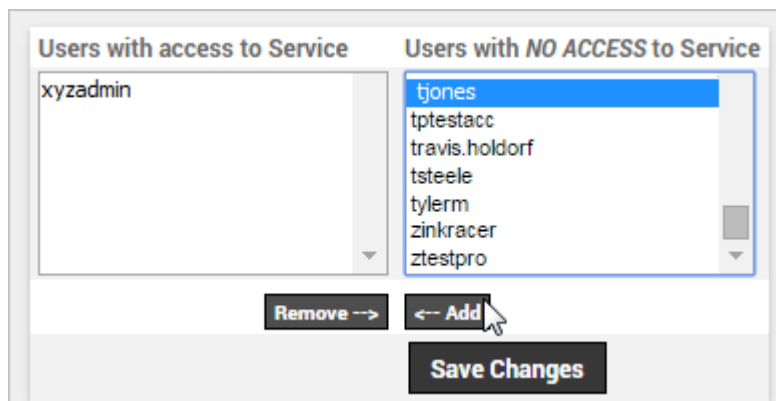 Users with access to Service
Users with NO ACCESS to Service
xyzadmin
tjones
tptestacc
travis.holdorf
tsteele
tylerm
zinkracer
ztestpro
Remove -->
<-- Add
Save Changes